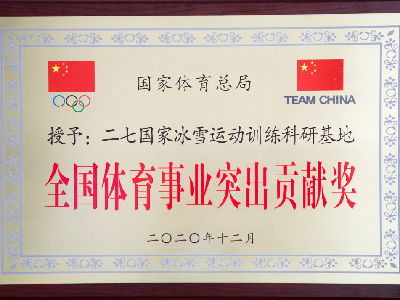 国家体育总局
TEAM CHINA
授予：二七国家冰雪运动训练科研基地
全国体育事业突出贡献奖
二〇二〇年十二月